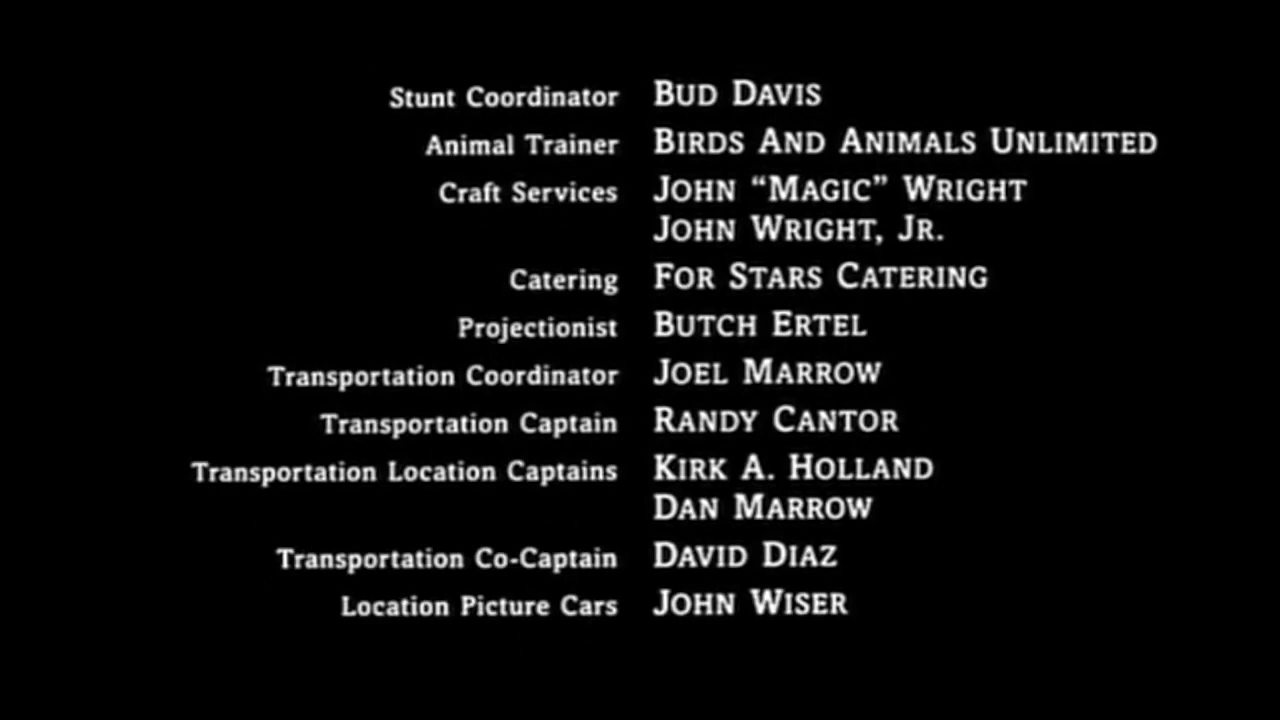 Stunt Coordinator BUD DAVIS
Animal Trainer BIRDS AND ANIMALS UNLIMITED
Craft Services JOHN “MAGIC” WRIGHT
JOHN WRIGHT, JR.
Catering FOR STARS CATERING
Projectionist BUTCH ERTEL
Transportation Coordinator JOEL MARROW
Transportation Captain RANDY CANTOR
Transportation Location Captains KIRK A. HOLLAND
DAN MARROW
Transportation Co-Captain DAVID DIAZ
Location Picture Cars JOHN WISER